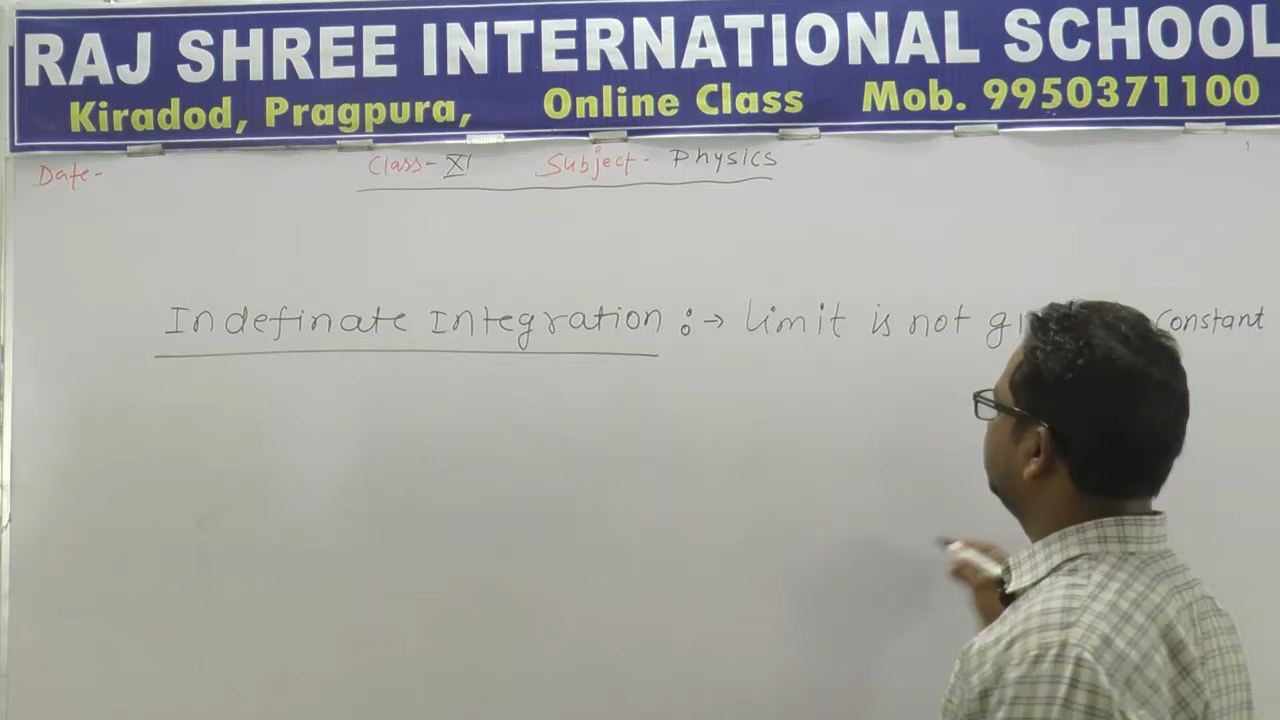 RAJ SHREE INTERNATIONAL SCHOOL
Kiradod, Pragpura, Online Class Mob. 9950371100
Date- Class-XI Subject- Physics
Indefinate Integration :→ limit is not Constant